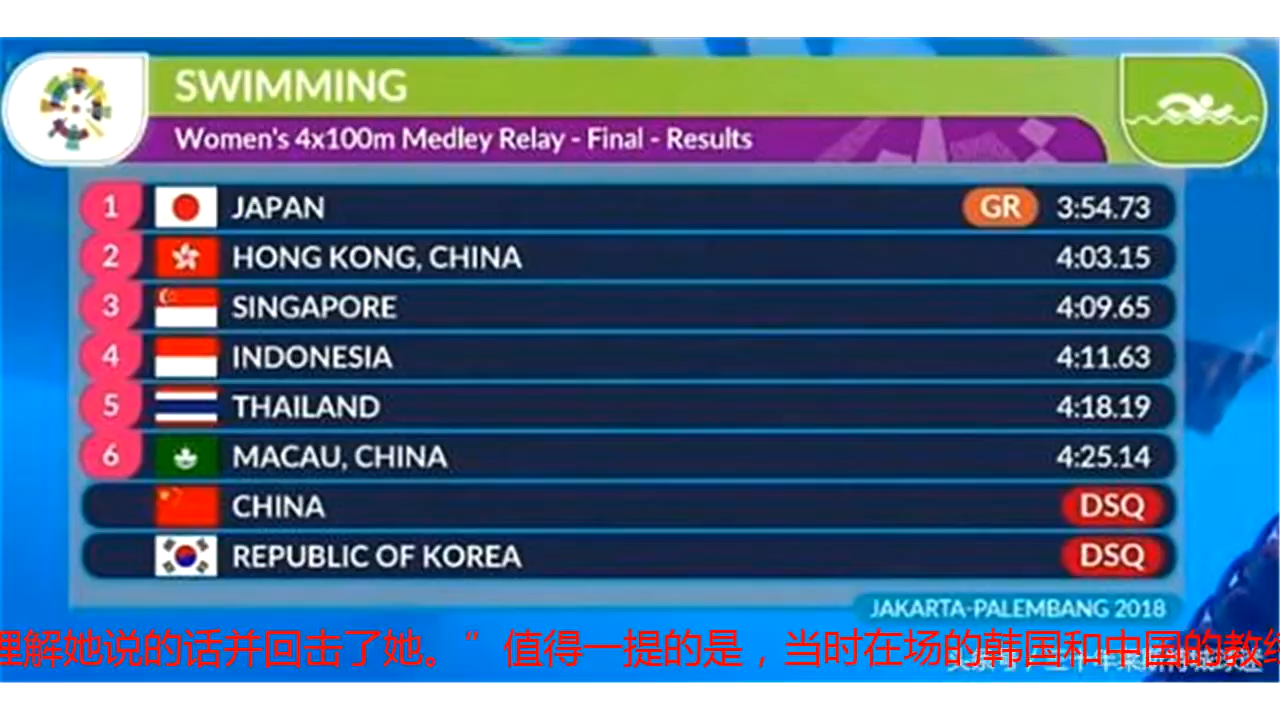 SWIMMING
Women's 4x100m Medley Relay - Final - Results
1 JAPAN GR 3:54.73
2 HONG KONG, CHINA 4:03.15
3 SINGAPORE 4:09.65
4 INDONESIA 4:11.63
5 THAILAND 4:18.19
6 MACAU, CHINA 4:25.14
CHINA DSQ
REPUBLIC OF KOREA DSQ
JAKARTA-PALEMBANG 2018
理解她说的话并回击了她。”值得一提的是，当时在场的韩国和中国的教练